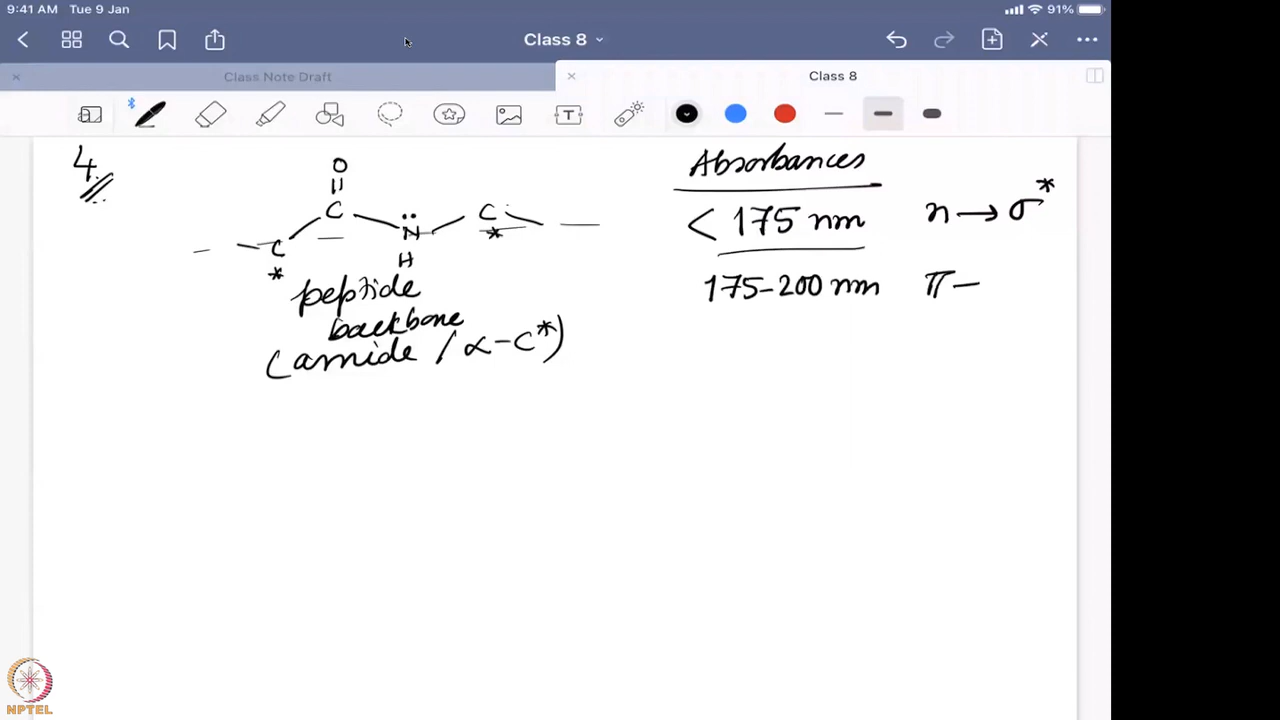 9:41 AM Tue 9 Jan
91%
Class 8
Class Note Draft
Class 8
4.
O
C
N
H
C
*
C
*
peptide
backbone
(amide / α-C*)
Absorbances
< 175 nm n → σ*
175-200 nm π –
NPTEL